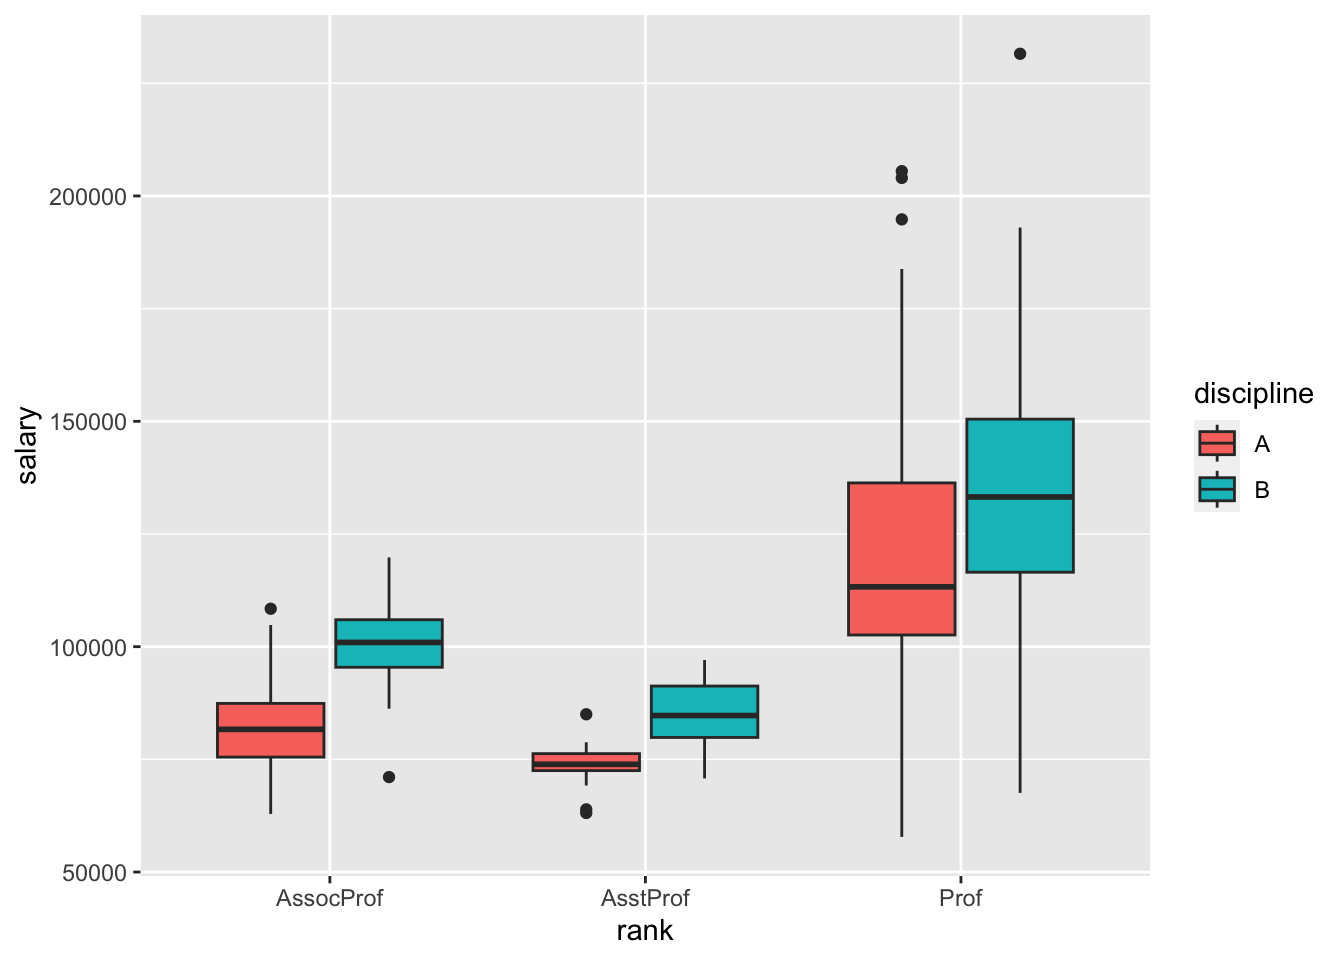 salary
200000
150000
100000
50000
AssocProf
AsstProf
Prof
rank
discipline
A
B